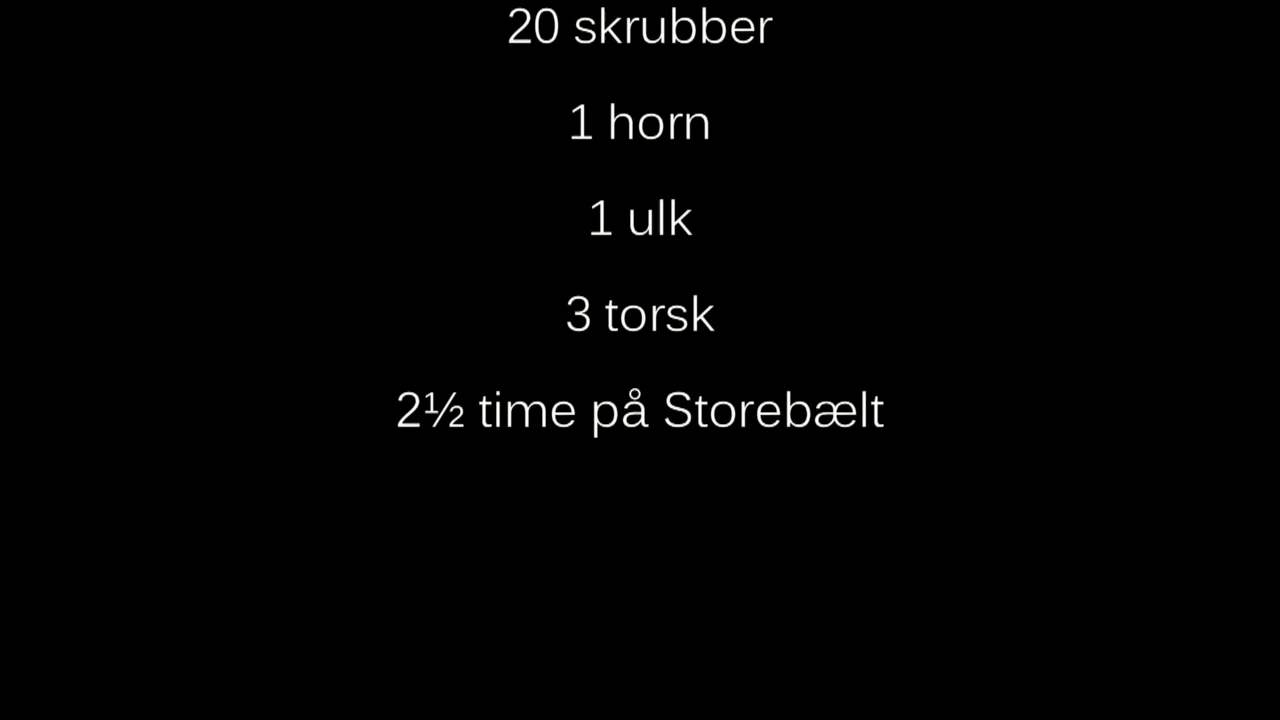 20 skrubber
1 horn
1 ulk
3 torsk
2½ time på Storebælt